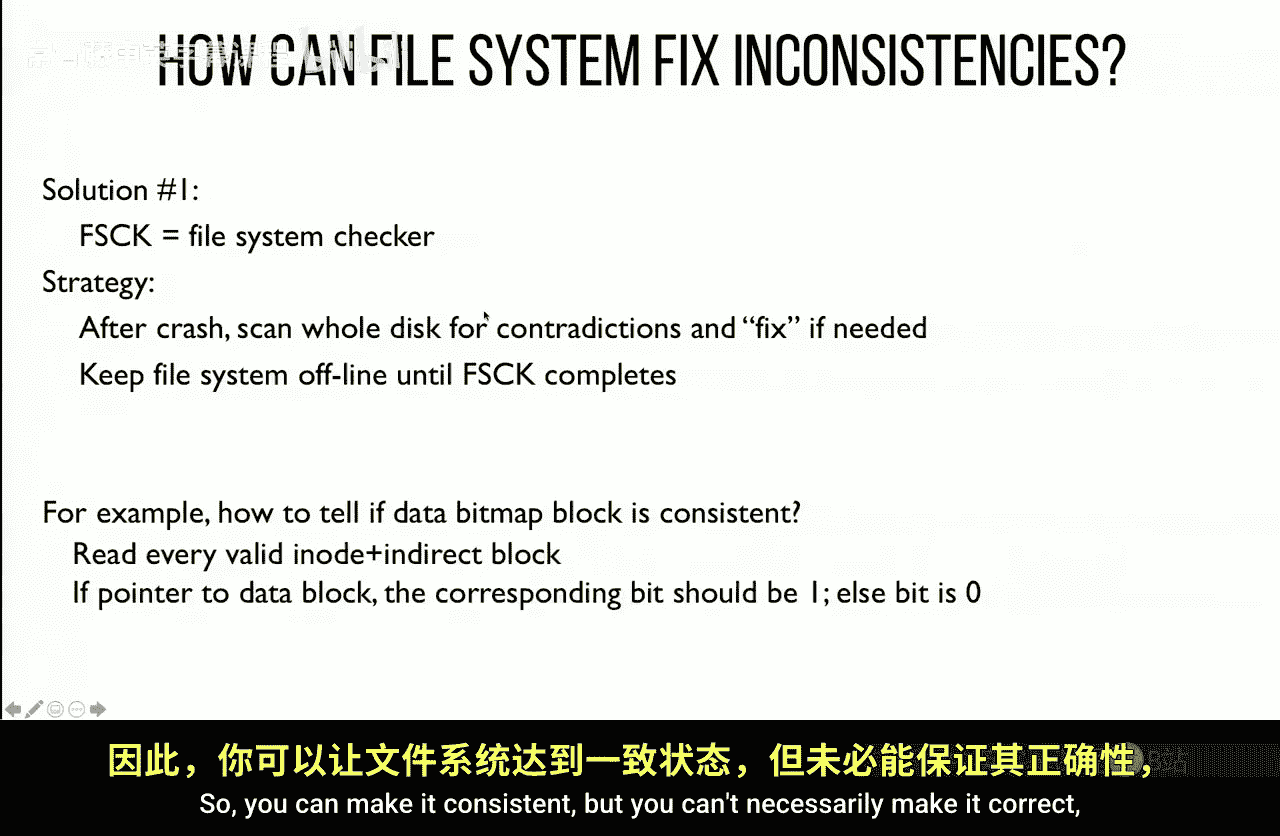 HOW CAN FILE SYSTEM FIX INCONSISTENCIES?
Solution #1:
FSCK = file system checker
Strategy:
After crash, scan whole disk for contradictions and “fix” if needed
Keep file system off-line until FSCK completes
For example, how to tell if data bitmap block is consistent?
Read every valid inode+indirect block
If pointer to data block, the corresponding bit should be 1; else bit is 0
因此，你可以让文件系统达到一致状态，但未必能保证其正确性，
So, you can make it consistent, but you can't necessarily make it correct,